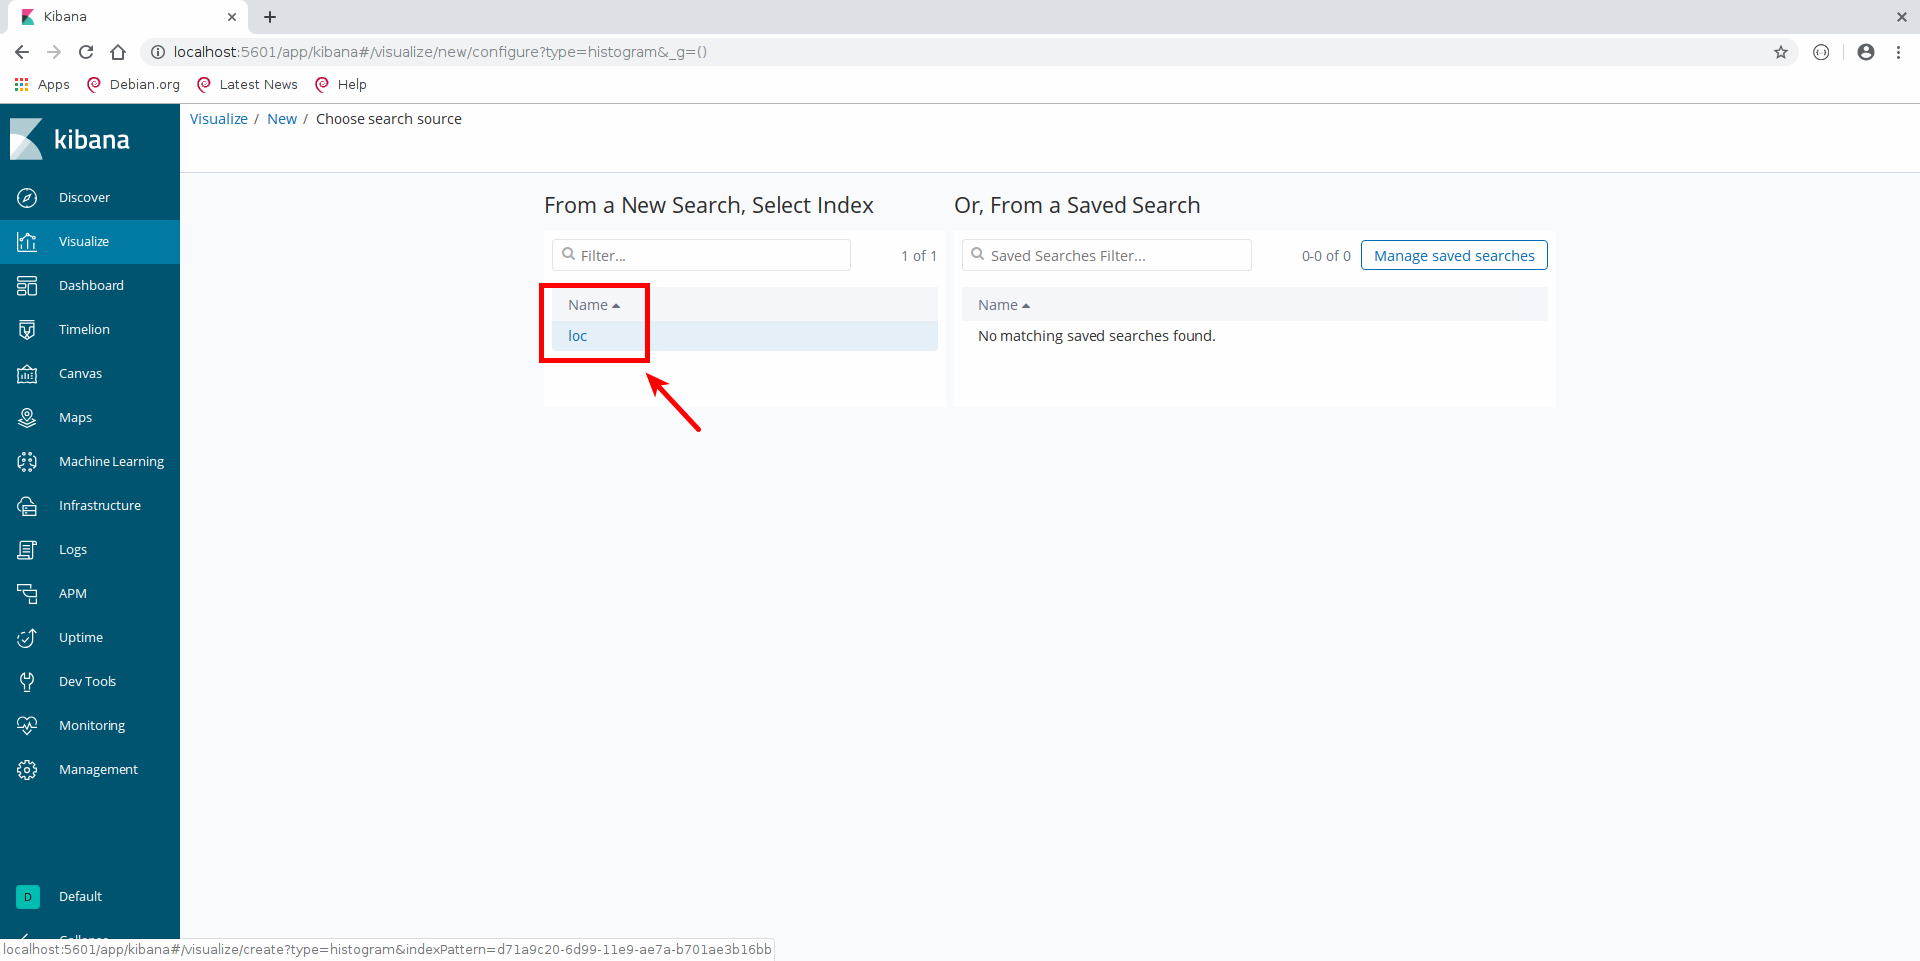 Kibana
localhost:5601/app/kibana#/visualize/new/configure?type=histogram&_g=()
Apps Debian.org Latest News Help
kibana
Visualize / New / Choose search source
Discover
Visualize
Dashboard
Timelion
Canvas
Maps
Machine Learning
Infrastructure
Logs
APM
Uptime
Dev Tools
Monitoring
Management
D Default
From a New Search, Select Index
Filter...
1 of 1
Name
loc
Or, From a Saved Search
Saved Searches Filter...
0-0 of 0
Manage saved searches
Name
No matching saved searches found.
localhost:5601/app/kibana#/visualize/create?type=histogram&indexPattern=d71a9c20-6d99-11e9-ae7a-b701ae3b16bb